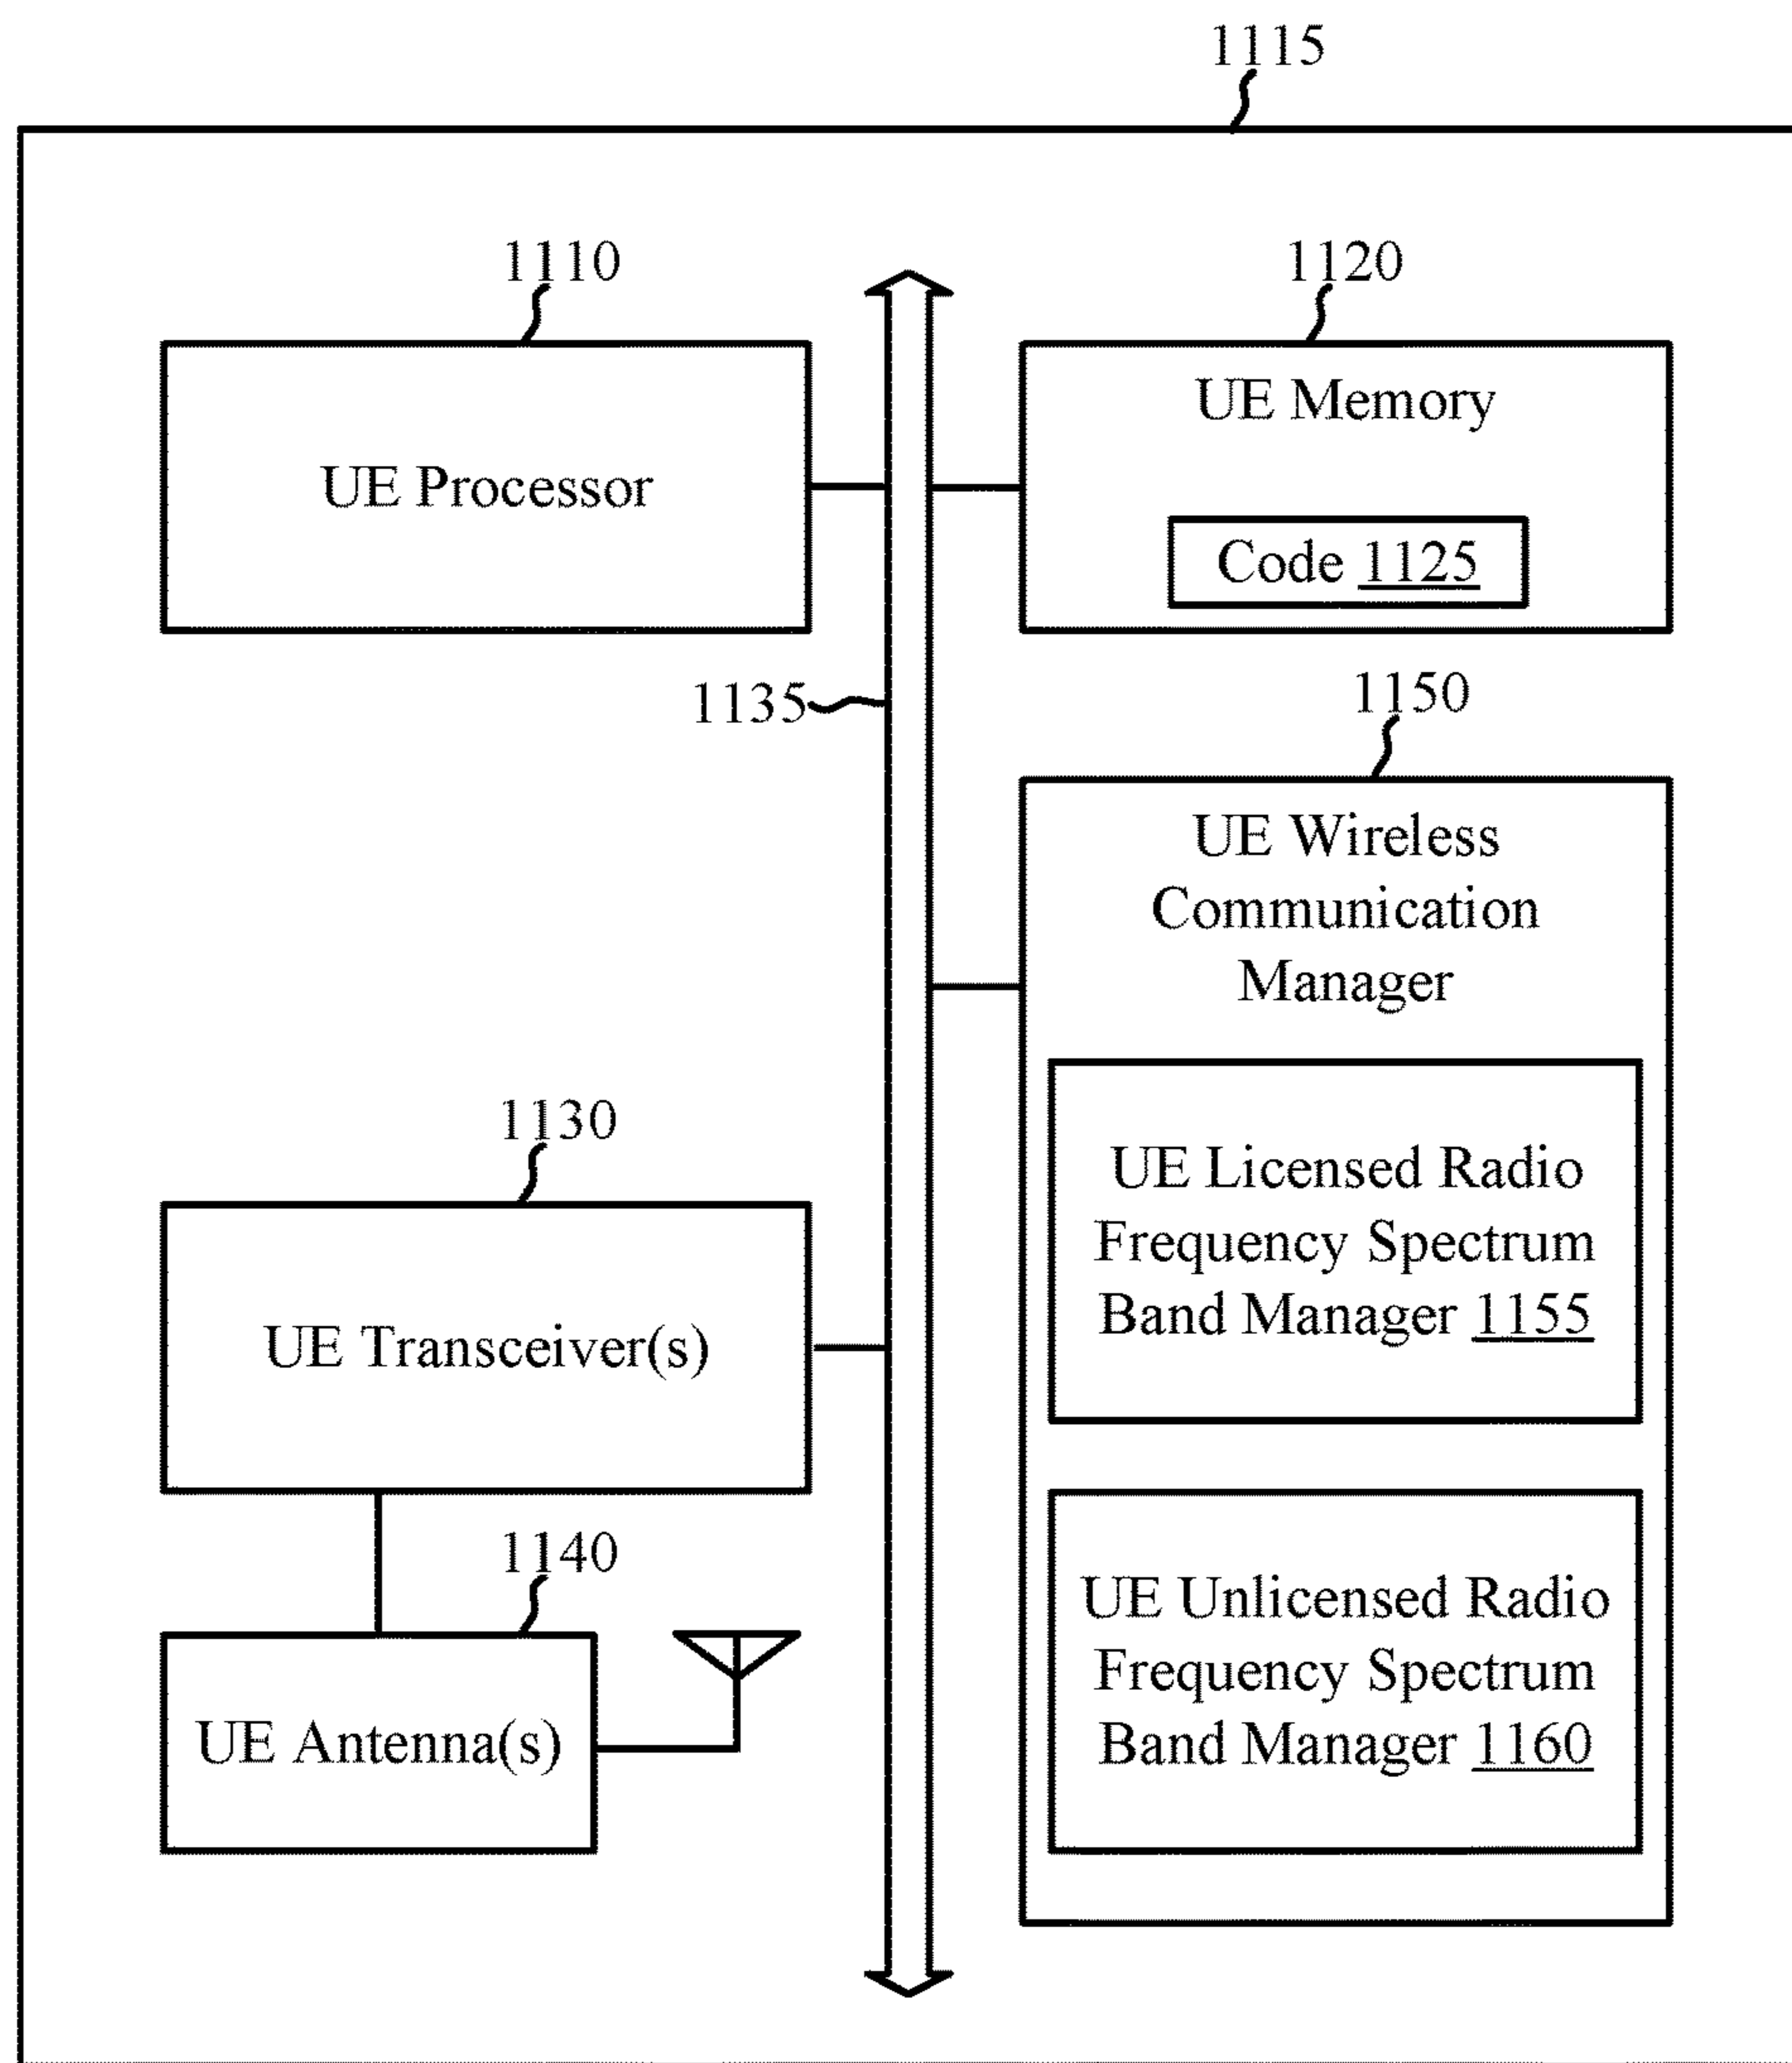 1115
1110
1120
UE Processor
UE Memory
Code 1125
1135
1150
UE Wireless
Communication
Manager
1130
UE Licensed Radio
Frequency Spectrum
Band Manager 1155
UE Transceiver(s)
1140
UE Antenna(s)
UE Unlicensed Radio
Frequency Spectrum
Band Manager 1160